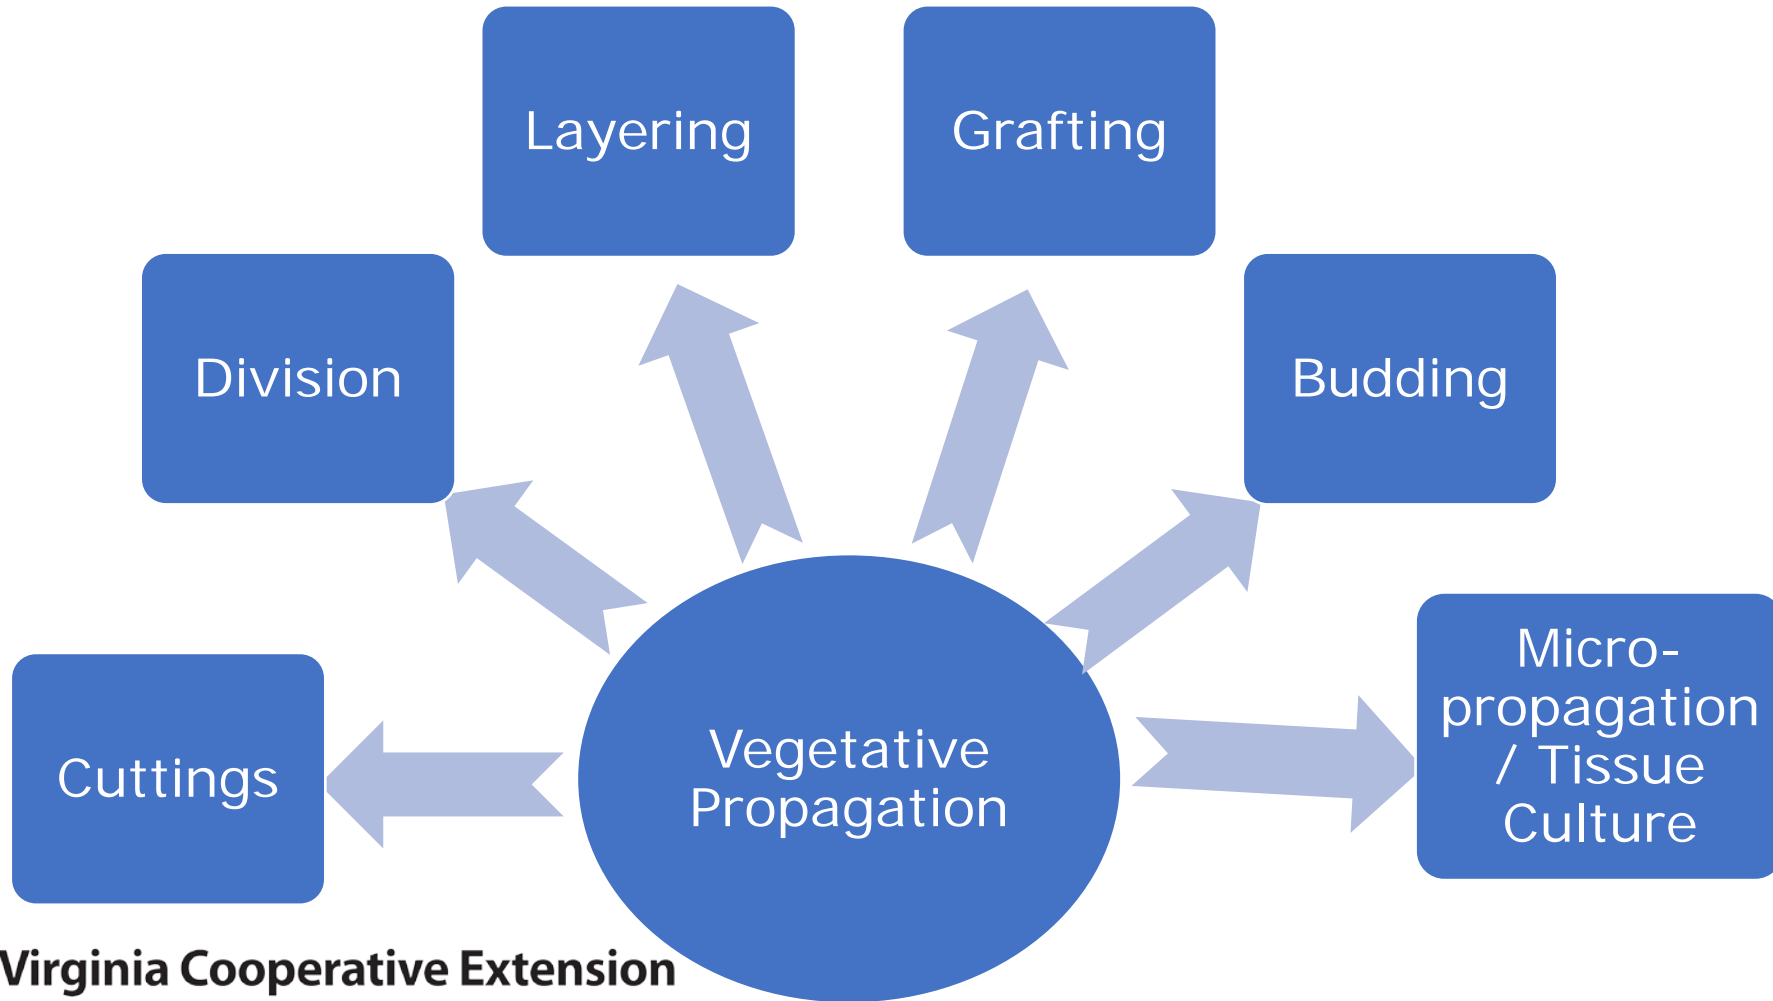 Layering
Grafting
Division
Budding
Micro-
propagation
/ Tissue
Culture
Cuttings
Vegetative
Propagation
Virginia Cooperative Extension